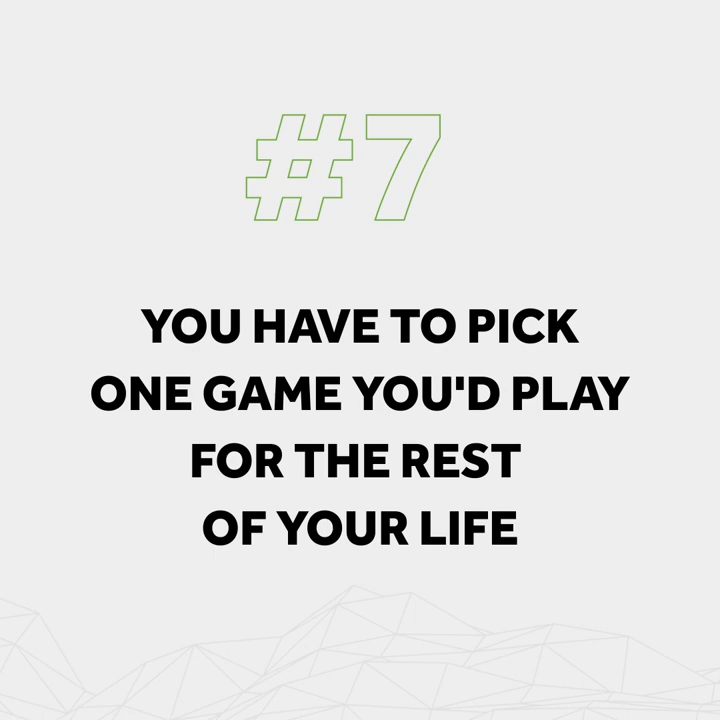 #7
YOU HAVE TO PICK
ONE GAME YOU'D PLAY
FOR THE REST
OF YOUR LIFE